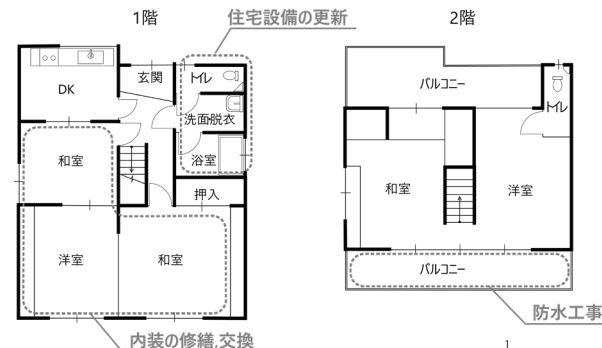 1階
住宅設備の更新
2階
玄関
トイレ
DK
洗面脱衣
浴室
和室
押入
洋室
和室
内装の修繕,交換
バルコニー
トイレ
和室
洋室
バルコニー
防水工事
1